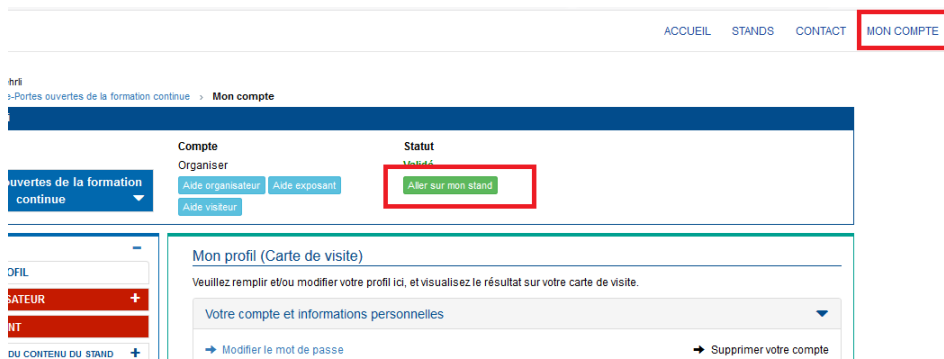 ACCUEIL STANDS CONTACT MON COMPTE
e-Portes ouvertes de la formation continue › Mon compte
Compte Statut
Organiser Validé
ouvertes de la formation continue
Aide organisateur Aide exposant Aller sur mon stand
Aide visiteur
Mon profil (Carte de visite)
OFIL
Veuillez remplir et/ou modifier votre profil ici, et visualisez le résultat sur votre carte de visite.
SATEUR +
Votre compte et informations personnelles
NT
DU CONTENU DU STAND +
Modifier le mot de passe Supprimer votre compte